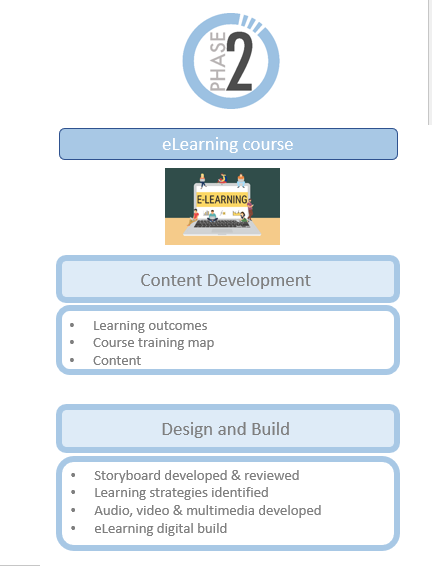 PHASE 2
eLearning course
E-LEARNING
Content Development
• Learning outcomes
• Course training map
• Content
Design and Build
• Storyboard developed & reviewed
• Learning strategies identified
• Audio, video & multimedia developed
• eLearning digital build